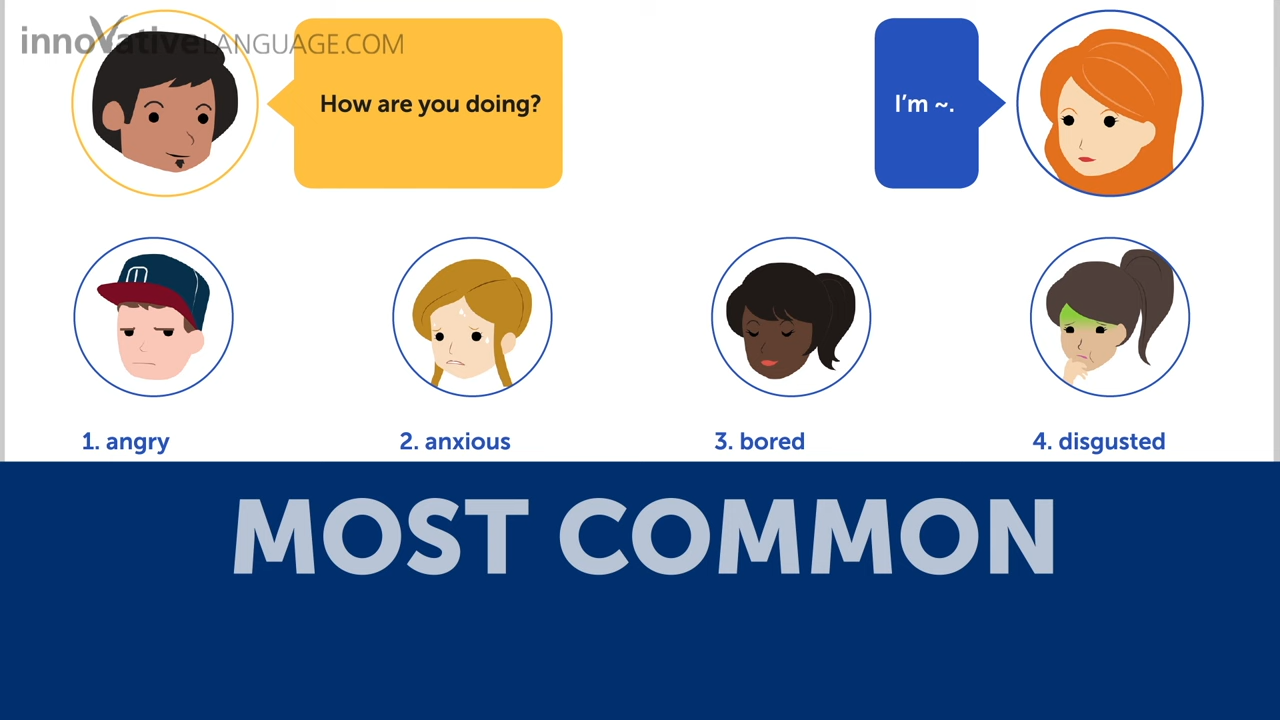 innoVativeLANGUAGE.COM
How are you doing?
I'm ~.
1. angry
2. anxious
3. bored
4. disgusted
MOST COMMON